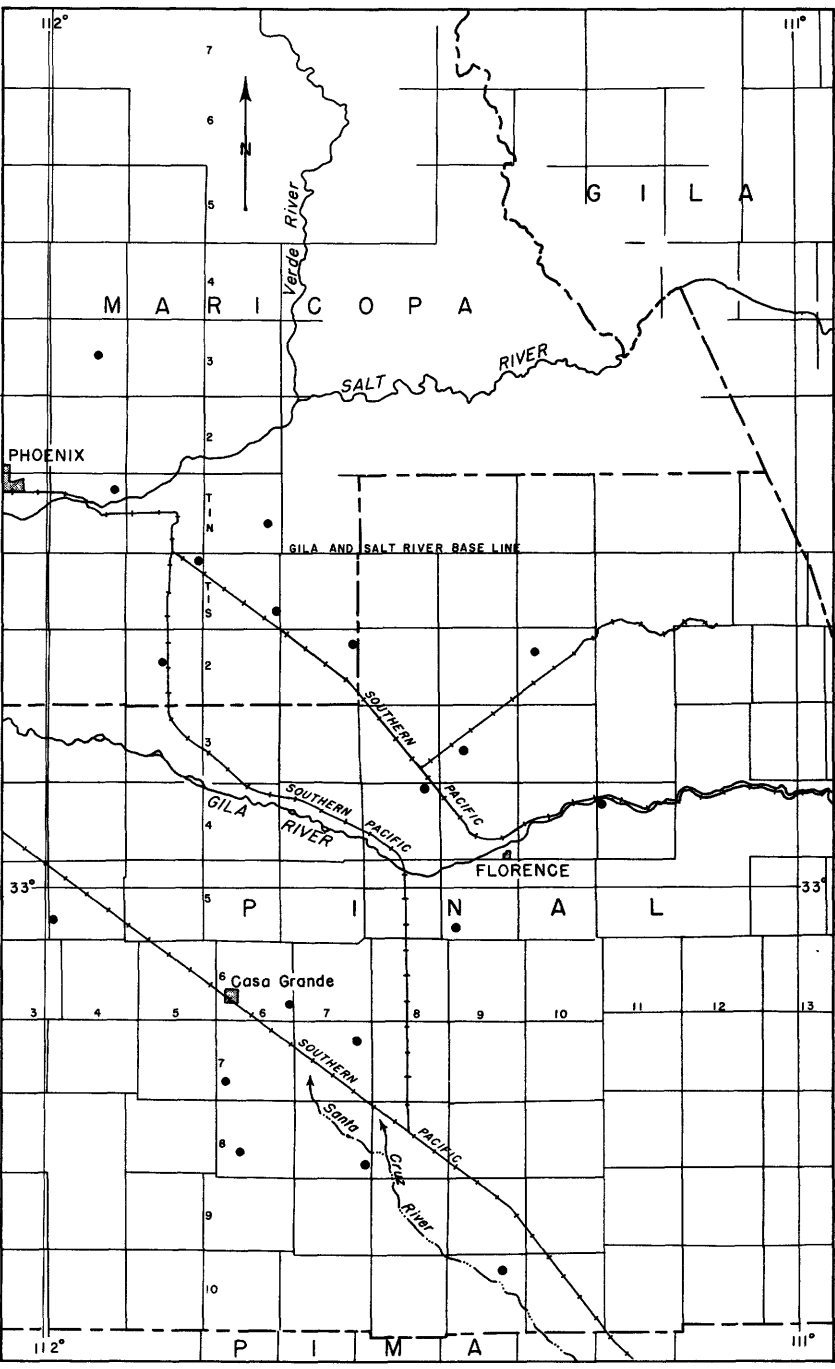 112°
111°
7
6
N
5
G I L A
Verde River
4
M A R I C O P A
3
RIVER
SALT
2
PHOENIX
T
I
N
GILA AND SALT RIVER BASE LINE
T
I
S
2
SOUTHERN
PACIFIC
3
SOUTHERN
PACIFIC
GILA
RIVER
4
FLORENCE
33°
33°
5
P I N A L
6
Casa Grande
3
4
5
6
7
8
9
10
11
12
13
SOUTHERN
PACIFIC
7
Santa
Cruz
River
8
9
10
112°
P I M A
111°